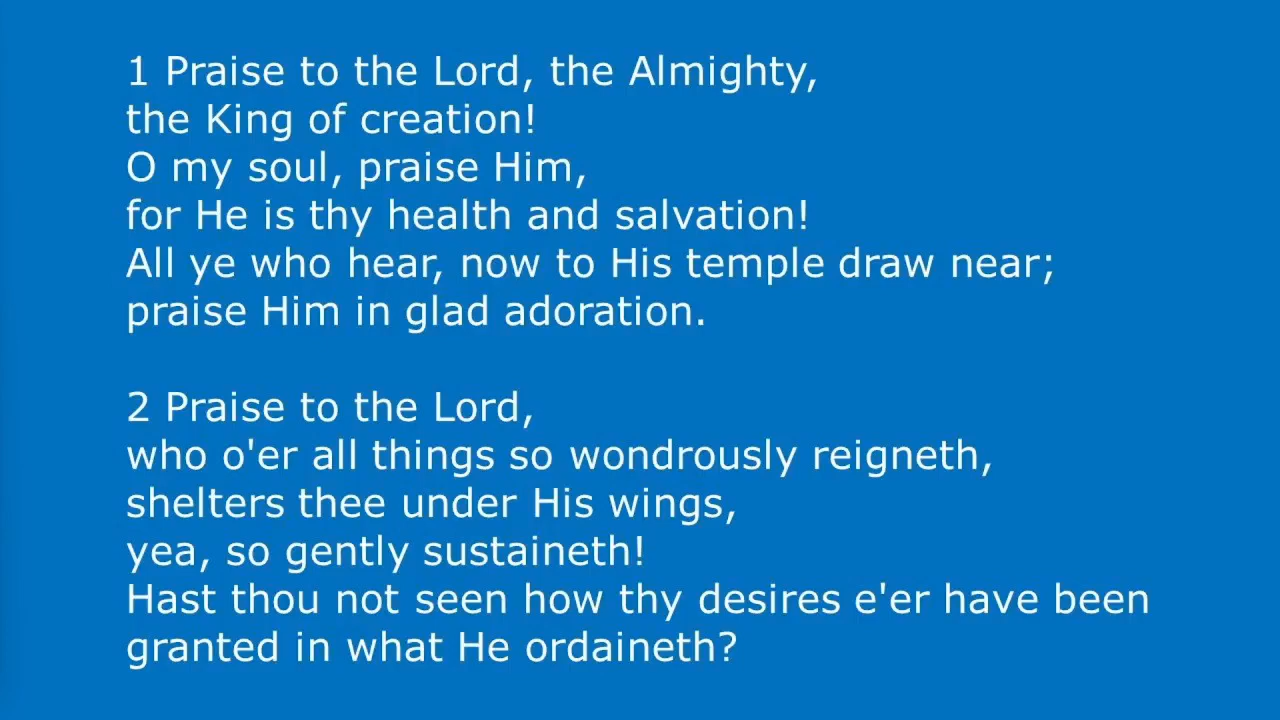 1 Praise to the Lord, the Almighty,
the King of creation!
O my soul, praise Him,
for He is thy health and salvation!
All ye who hear, now to His temple draw near;
praise Him in glad adoration.
2 Praise to the Lord,
who o'er all things so wondrously reigneth,
shelters thee under His wings,
yea, so gently sustaineth!
Hast thou not seen how thy desires e'er have been
granted in what He ordaineth?